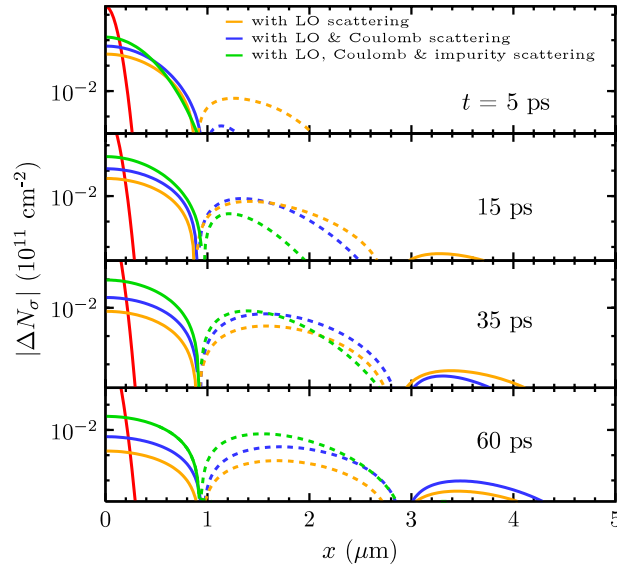 with LO scattering
with LO & Coulomb scattering
with LO, Coulomb & impurity scattering
10⁻²
t = 5 ps
10⁻²
15 ps
|ΔN_σ| (10¹¹ cm⁻²)
10⁻²
35 ps
10⁻²
60 ps
0 1 2 3 4 5
x (μm)